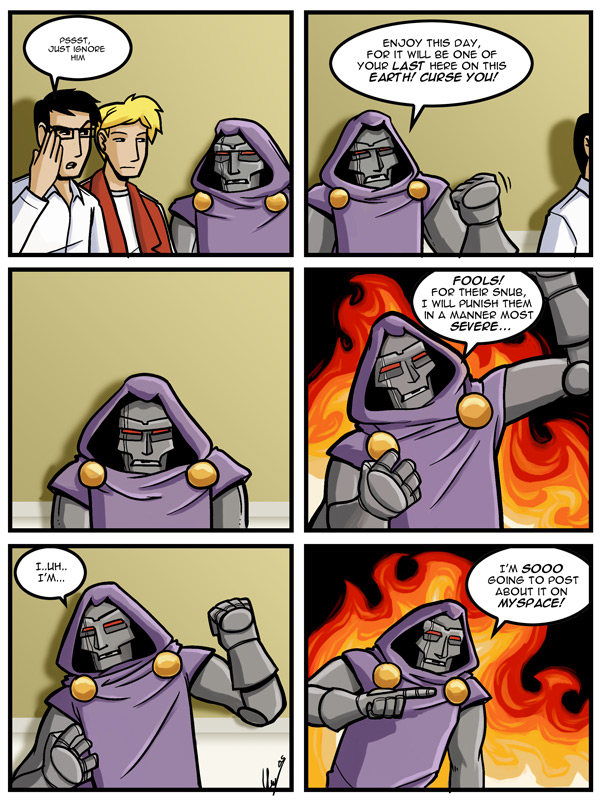 PSSST,
JUST IGNORE
HIM
ENJOY THIS DAY,
FOR IT WILL BE ONE OF
YOUR LAST HERE ON THIS
EARTH! CURSE YOU!
FOOLS!
FOR THEIR SNUB,
I WILL PUNISH THEM
IN A MANNER MOST
SEVERE...
I..UH..
I'M...
I'M SOOO
GOING TO POST
ABOUT IT ON
MYSPACE!